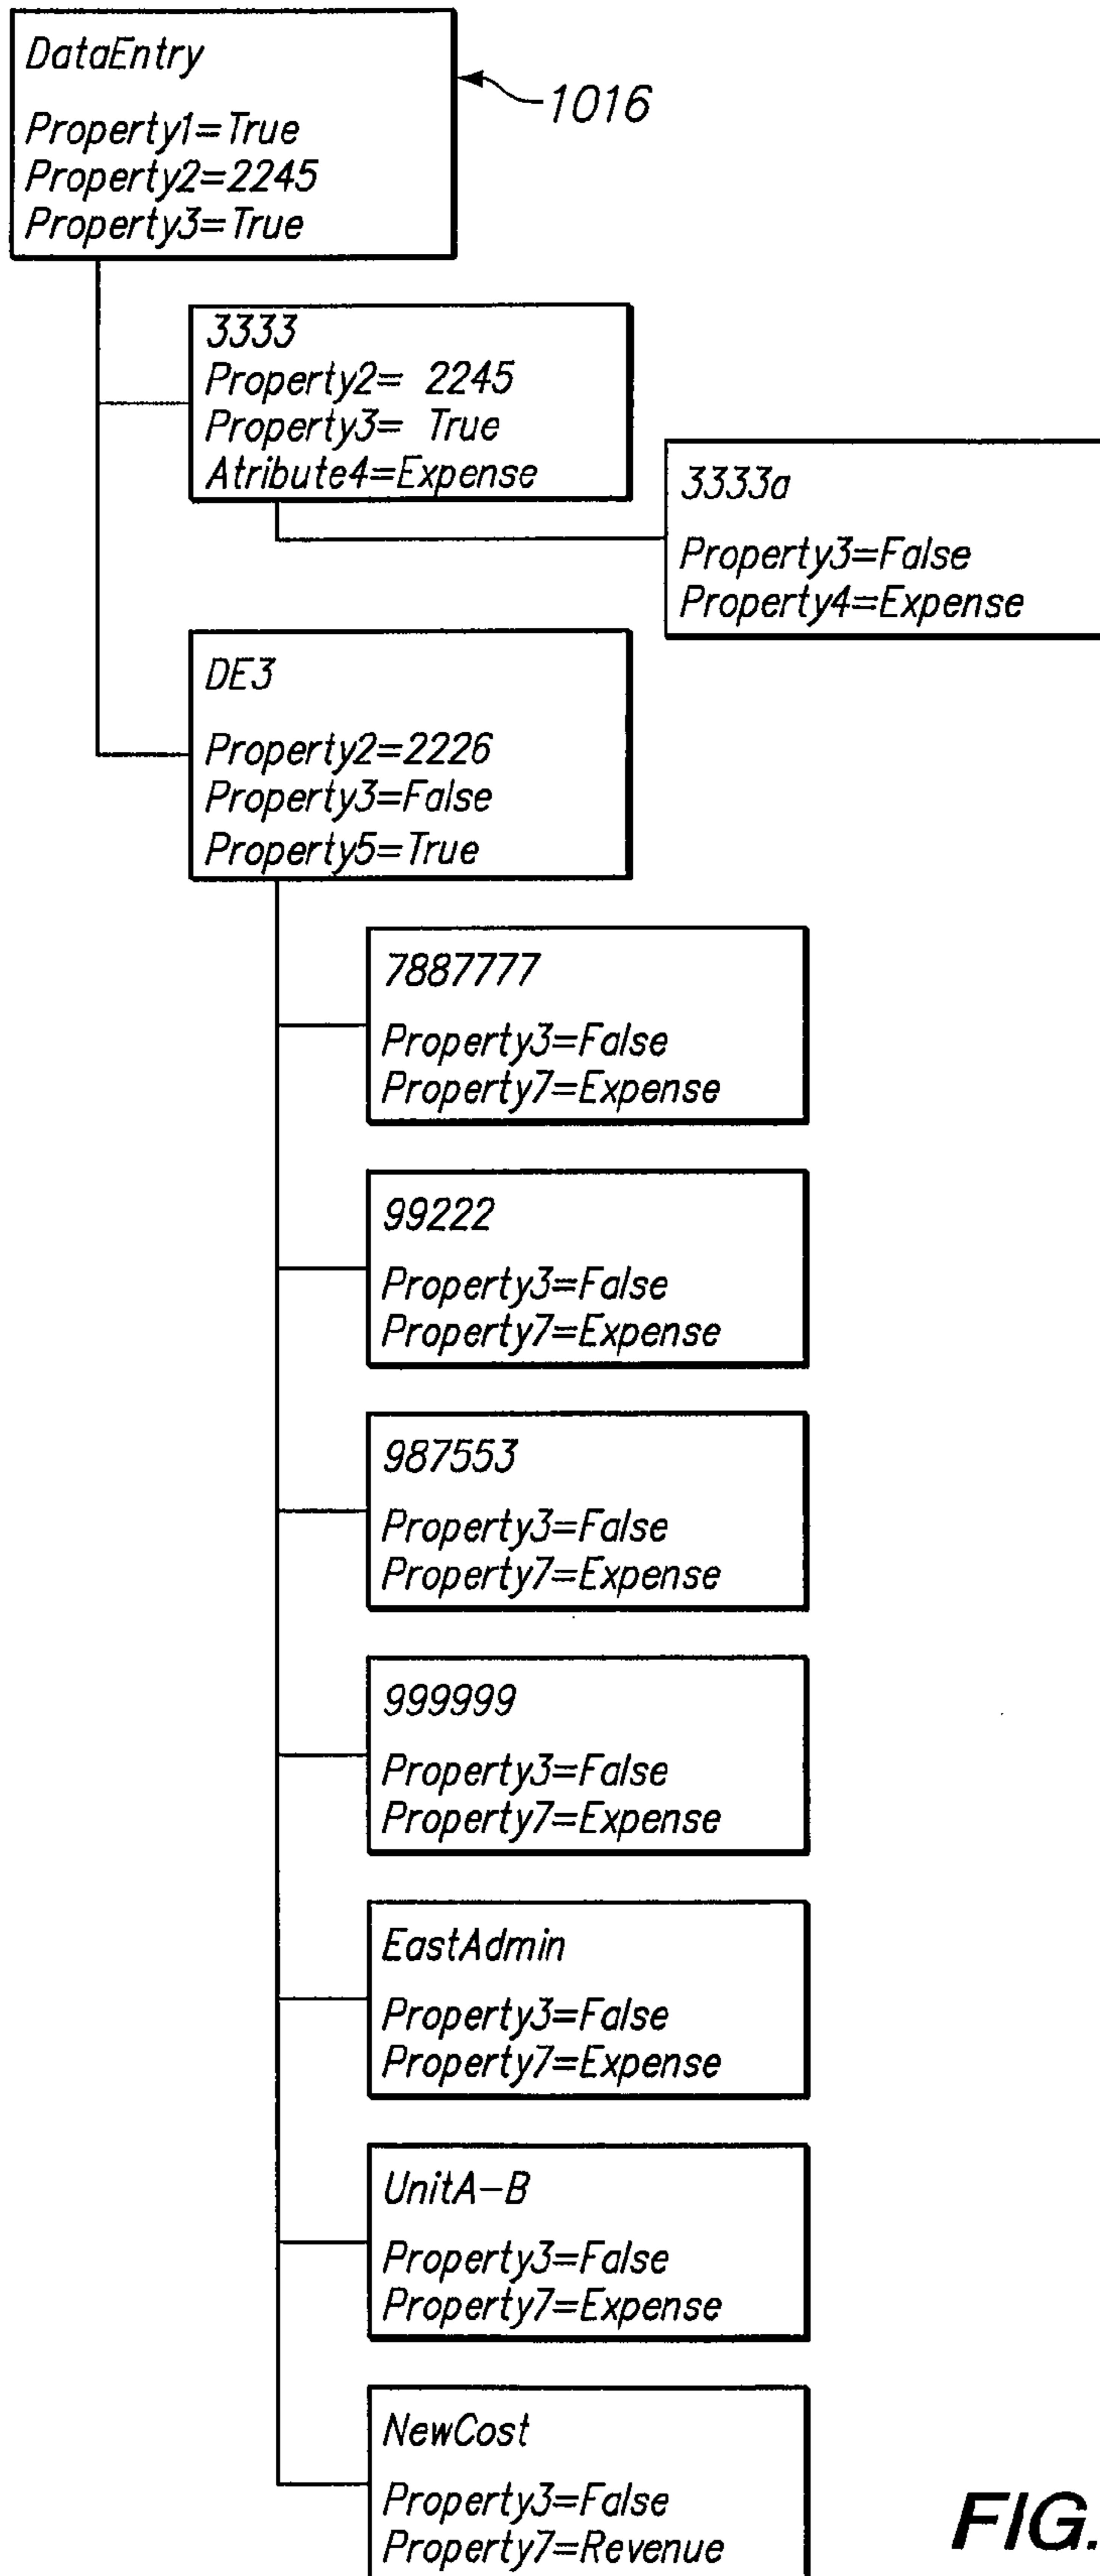 DataEntry
1016
Property1=True
Property2=2245
Property3=True
3333
Property2= 2245
Property3= True
Atribute4=Expense
3333a
Property3=False
Property4=Expense
DE3
Property2=2226
Property3=False
Property5=True
7887777
Property3=False
Property7=Expense
99222
Property3=False
Property7=Expense
987553
Property3=False
Property7=Expense
999999
Property3=False
Property7=Expense
EastAdmin
Property3=False
Property7=Expense
UnitA-B
Property3=False
Property7=Expense
NewCost
Property3=False
Property7=Revenue
FIG.